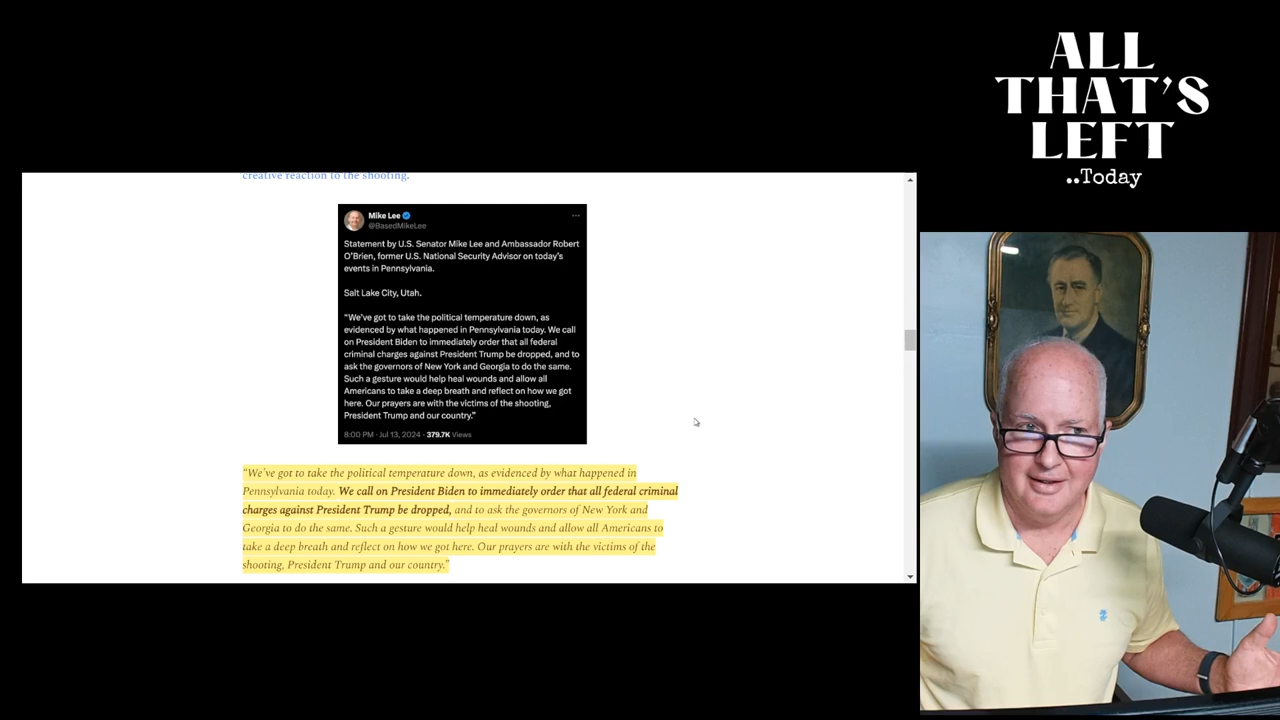 ALL
THAT'S
LEFT
..Today
creative reaction to the shooting.
Mike Lee
@BasedMikeLee
Statement by U.S. Senator Mike Lee and Ambassador Robert
O'Brien, former U.S. National Security Advisor on today's
events in Pennsylvania.
Salt Lake City, Utah.
"We've got to take the political temperature down, as
evidenced by what happened in Pennsylvania today. We call
on President Biden to immediately order that all federal
criminal charges against President Trump be dropped, and to
ask the governors of New York and Georgia to do the same.
Such a gesture would help heal wounds and allow all
Americans to take a deep breath and reflect on how we got
here. Our prayers are with the victims of the shooting,
President Trump and our country."
8:00 PM · Jul 13, 2024 · 379.7K Views
"We've got to take the political temperature down, as evidenced by what happened in
Pennsylvania today. We call on President Biden to immediately order that all federal criminal
charges against President Trump be dropped, and to ask the governors of New York and
Georgia to do the same. Such a gesture would help heal wounds and allow all Americans to
take a deep breath and reflect on how we got here. Our prayers are with the victims of the
shooting, President Trump and our country."